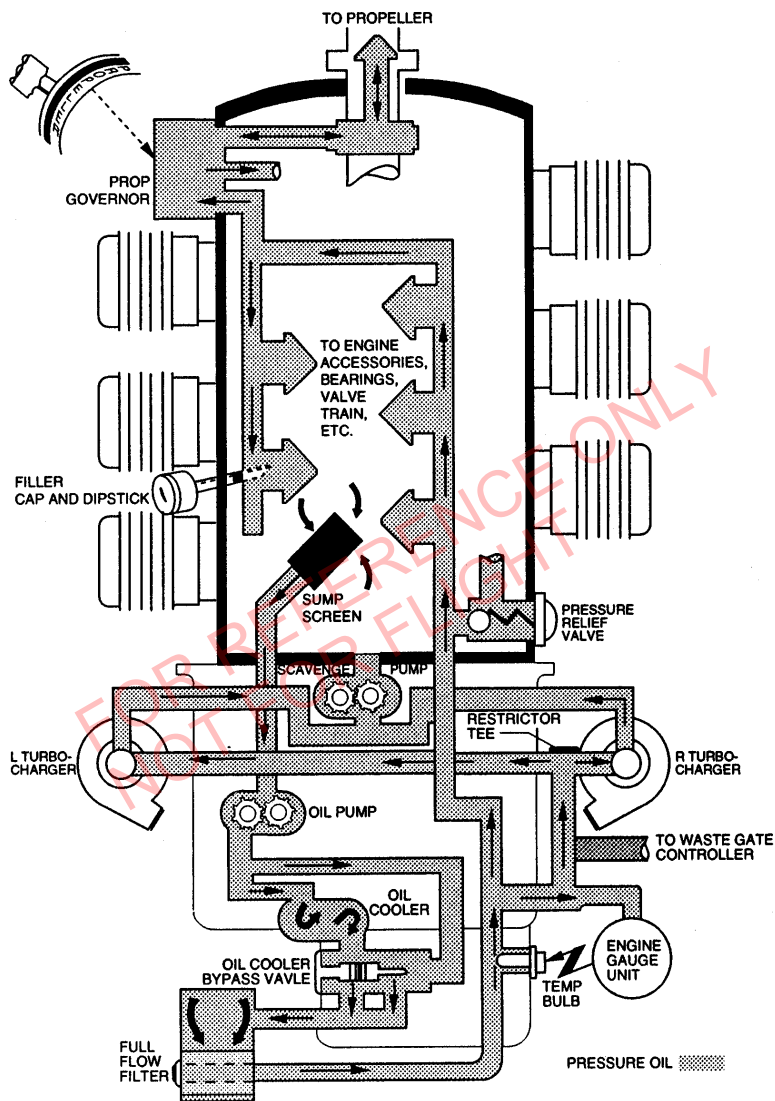 TO PROPELLER
PROPELLER
PROP
GOVERNOR
TO ENGINE
ACCESSORIES,
BEARINGS,
VALVE
TRAIN,
ETC.
FILLER
CAP AND DIPSTICK
SUMP
SCREEN
PRESSURE
RELIEF
VALVE
SCAVENGE PUMP
RESTRICTOR
TEE
L TURBO-
CHARGER
R TURBO-
CHARGER
OIL PUMP
TO WASTE GATE
CONTROLLER
OIL
COOLER
OIL COOLER
BYPASS VAVLE
ENGINE
GAUGE
UNIT
TEMP
BULB
FULL
FLOW
FILTER
PRESSURE OIL
FOR REFERENCE ONLY
NOT FOR FLIGHT